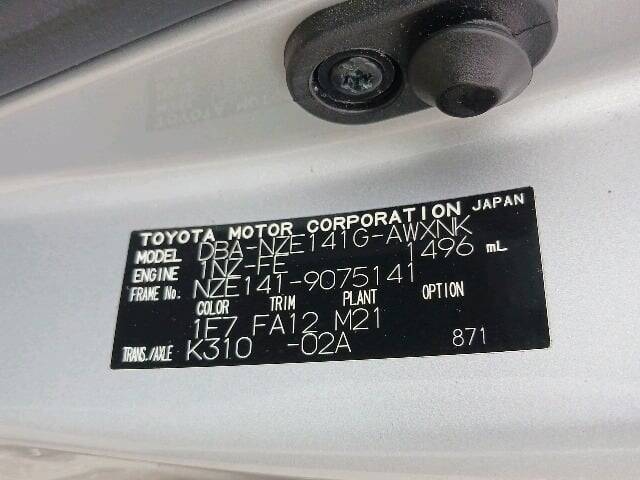 TOYOTA MOTOR CORPORATION JAPAN
MODEL DBA-NZE141G-AWXNK
ENGINE 1NZ-FE 1496 mL
FRAME No. NZE141-9075141
COLOR TRIM PLANT OPTION
1E7 FA12 M21
TRANS./AXLE K310 -02A 871